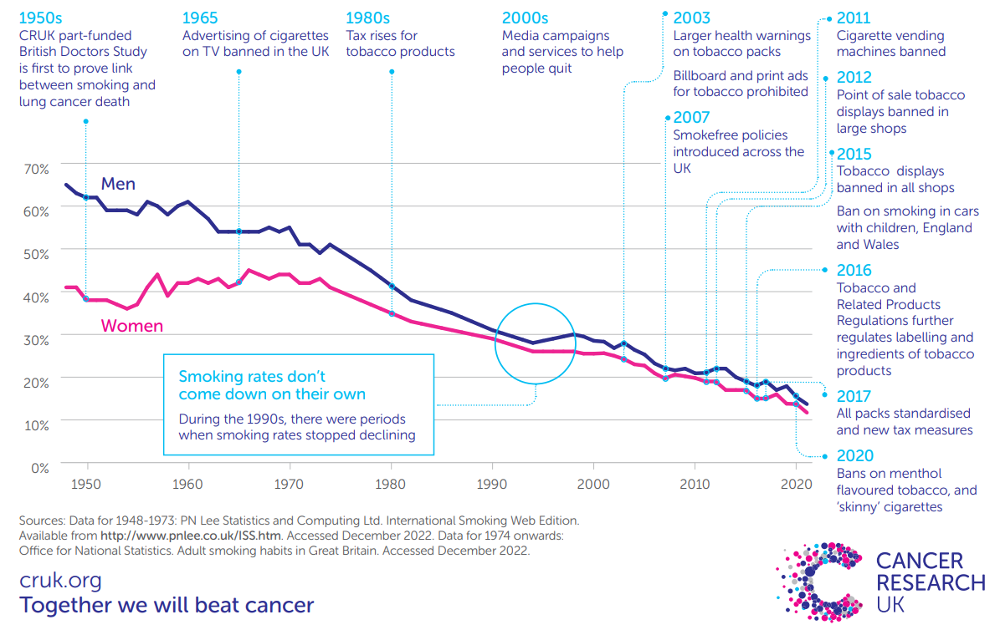 1950s
CRUK part-funded
British Doctors Study
is first to prove link
between smoking and
lung cancer death
1965
Advertising of cigarettes
on TV banned in the UK
1980s
Tax rises for
tobacco products
2000s
Media campaigns
and services to help
people quit
2003
Larger health warnings
on tobacco packs
Billboard and print ads
for tobacco prohibited
2007
Smokefree policies
introduced across the
UK
2011
Cigarette vending
machines banned
2012
Point of sale tobacco
displays banned in
large shops
2015
Tobacco displays
banned in all shops
Ban on smoking in cars
with children, England
and Wales
2016
Tobacco and
Related Products
Regulations further
regulates labelling and
ingredients of tobacco
products
2017
All packs standardised
and new tax measures
2020
Bans on menthol
flavoured tobacco, and
‘skinny’ cigarettes
70%
60%
50%
40%
30%
20%
10%
0%
Men
Women
Smoking rates don’t
come down on their own
During the 1990s, there were periods
when smoking rates stopped declining
1950
1960
1970
1980
1990
2000
2010
2020
Sources: Data for 1948-1973: PN Lee Statistics and Computing Ltd. International Smoking Web Edition.
Available from http://www.pnlee.co.uk/ISS.htm. Accessed December 2022. Data for 1974 onwards:
Office for National Statistics. Adult smoking habits in Great Britain. Accessed December 2022.
cruk.org
Together we will beat cancer
CANCER
RESEARCH
UK